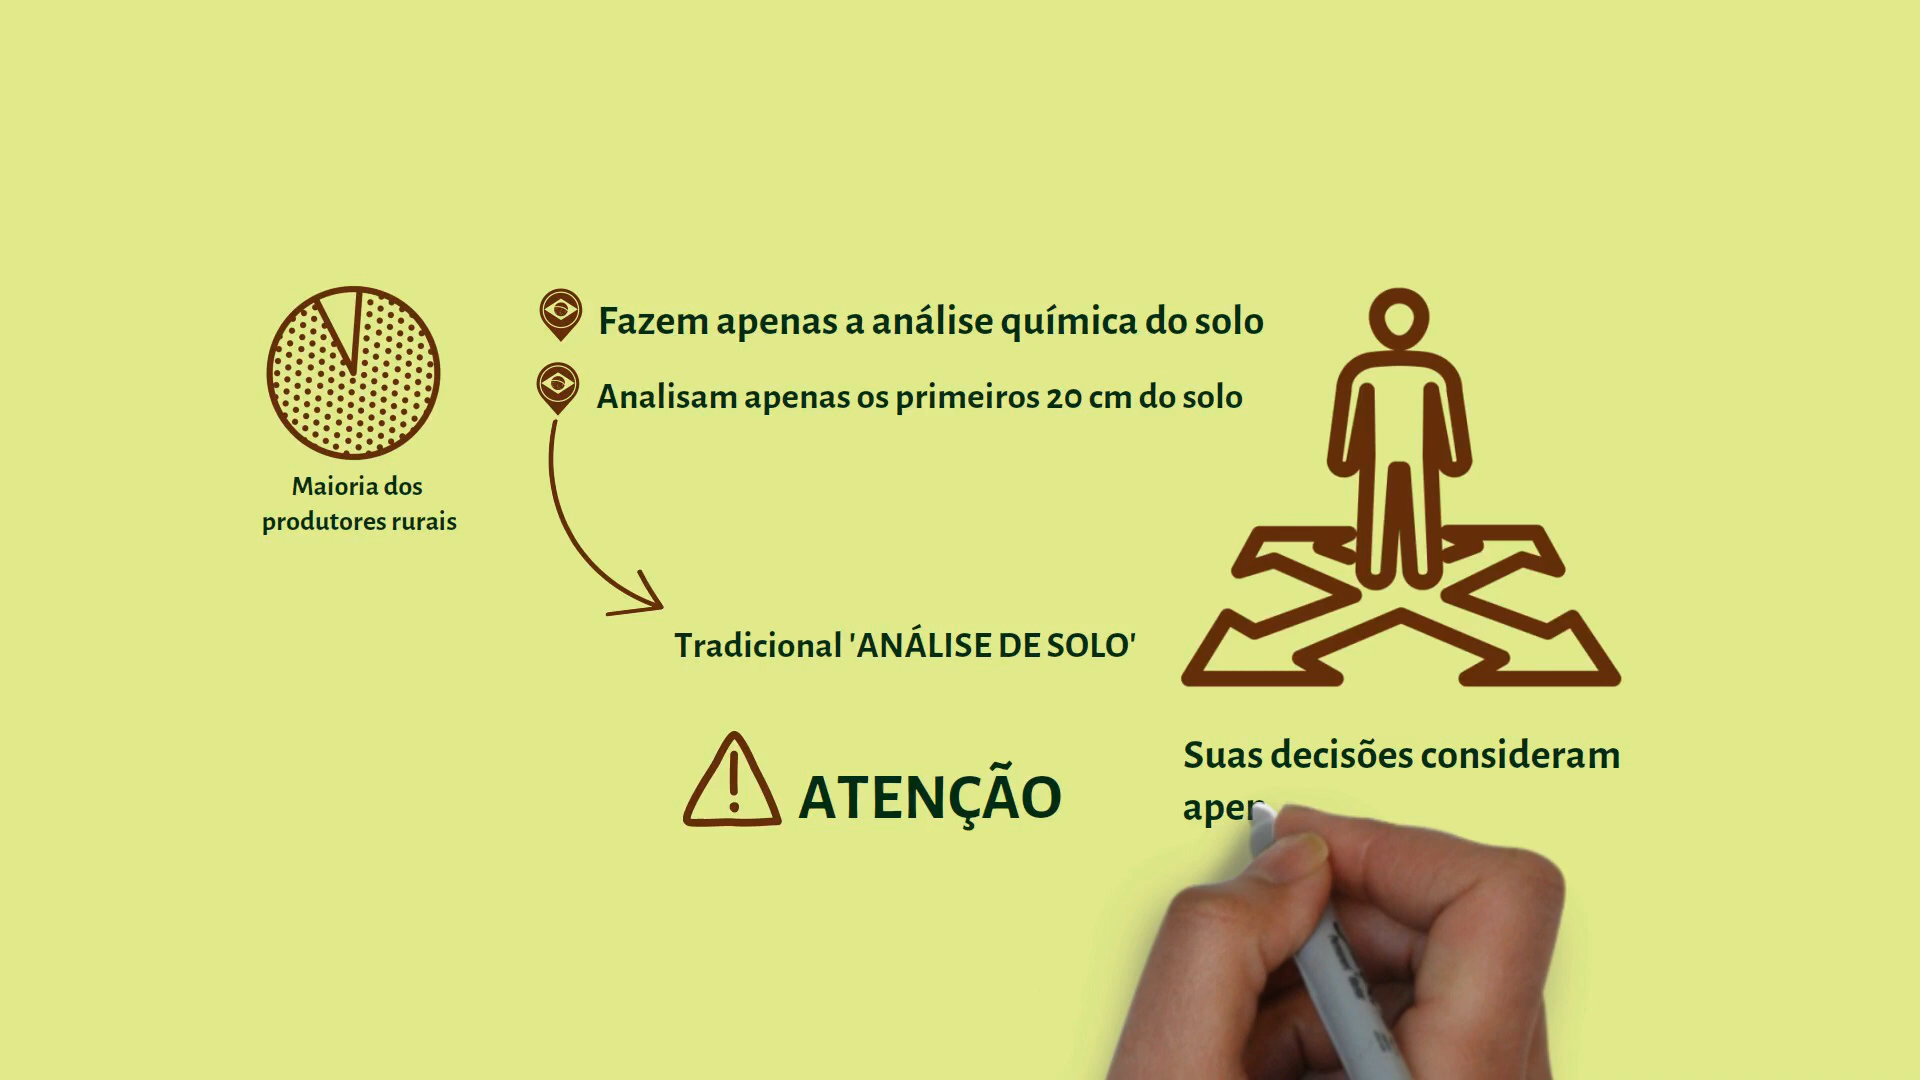 Fazem apenas a análise química do solo
Analisam apenas os primeiros 20 cm do solo
Maioria dos
produtores rurais
Tradicional 'ANÁLISE DE SOLO'
ATENÇÃO
Suas decisões consideram